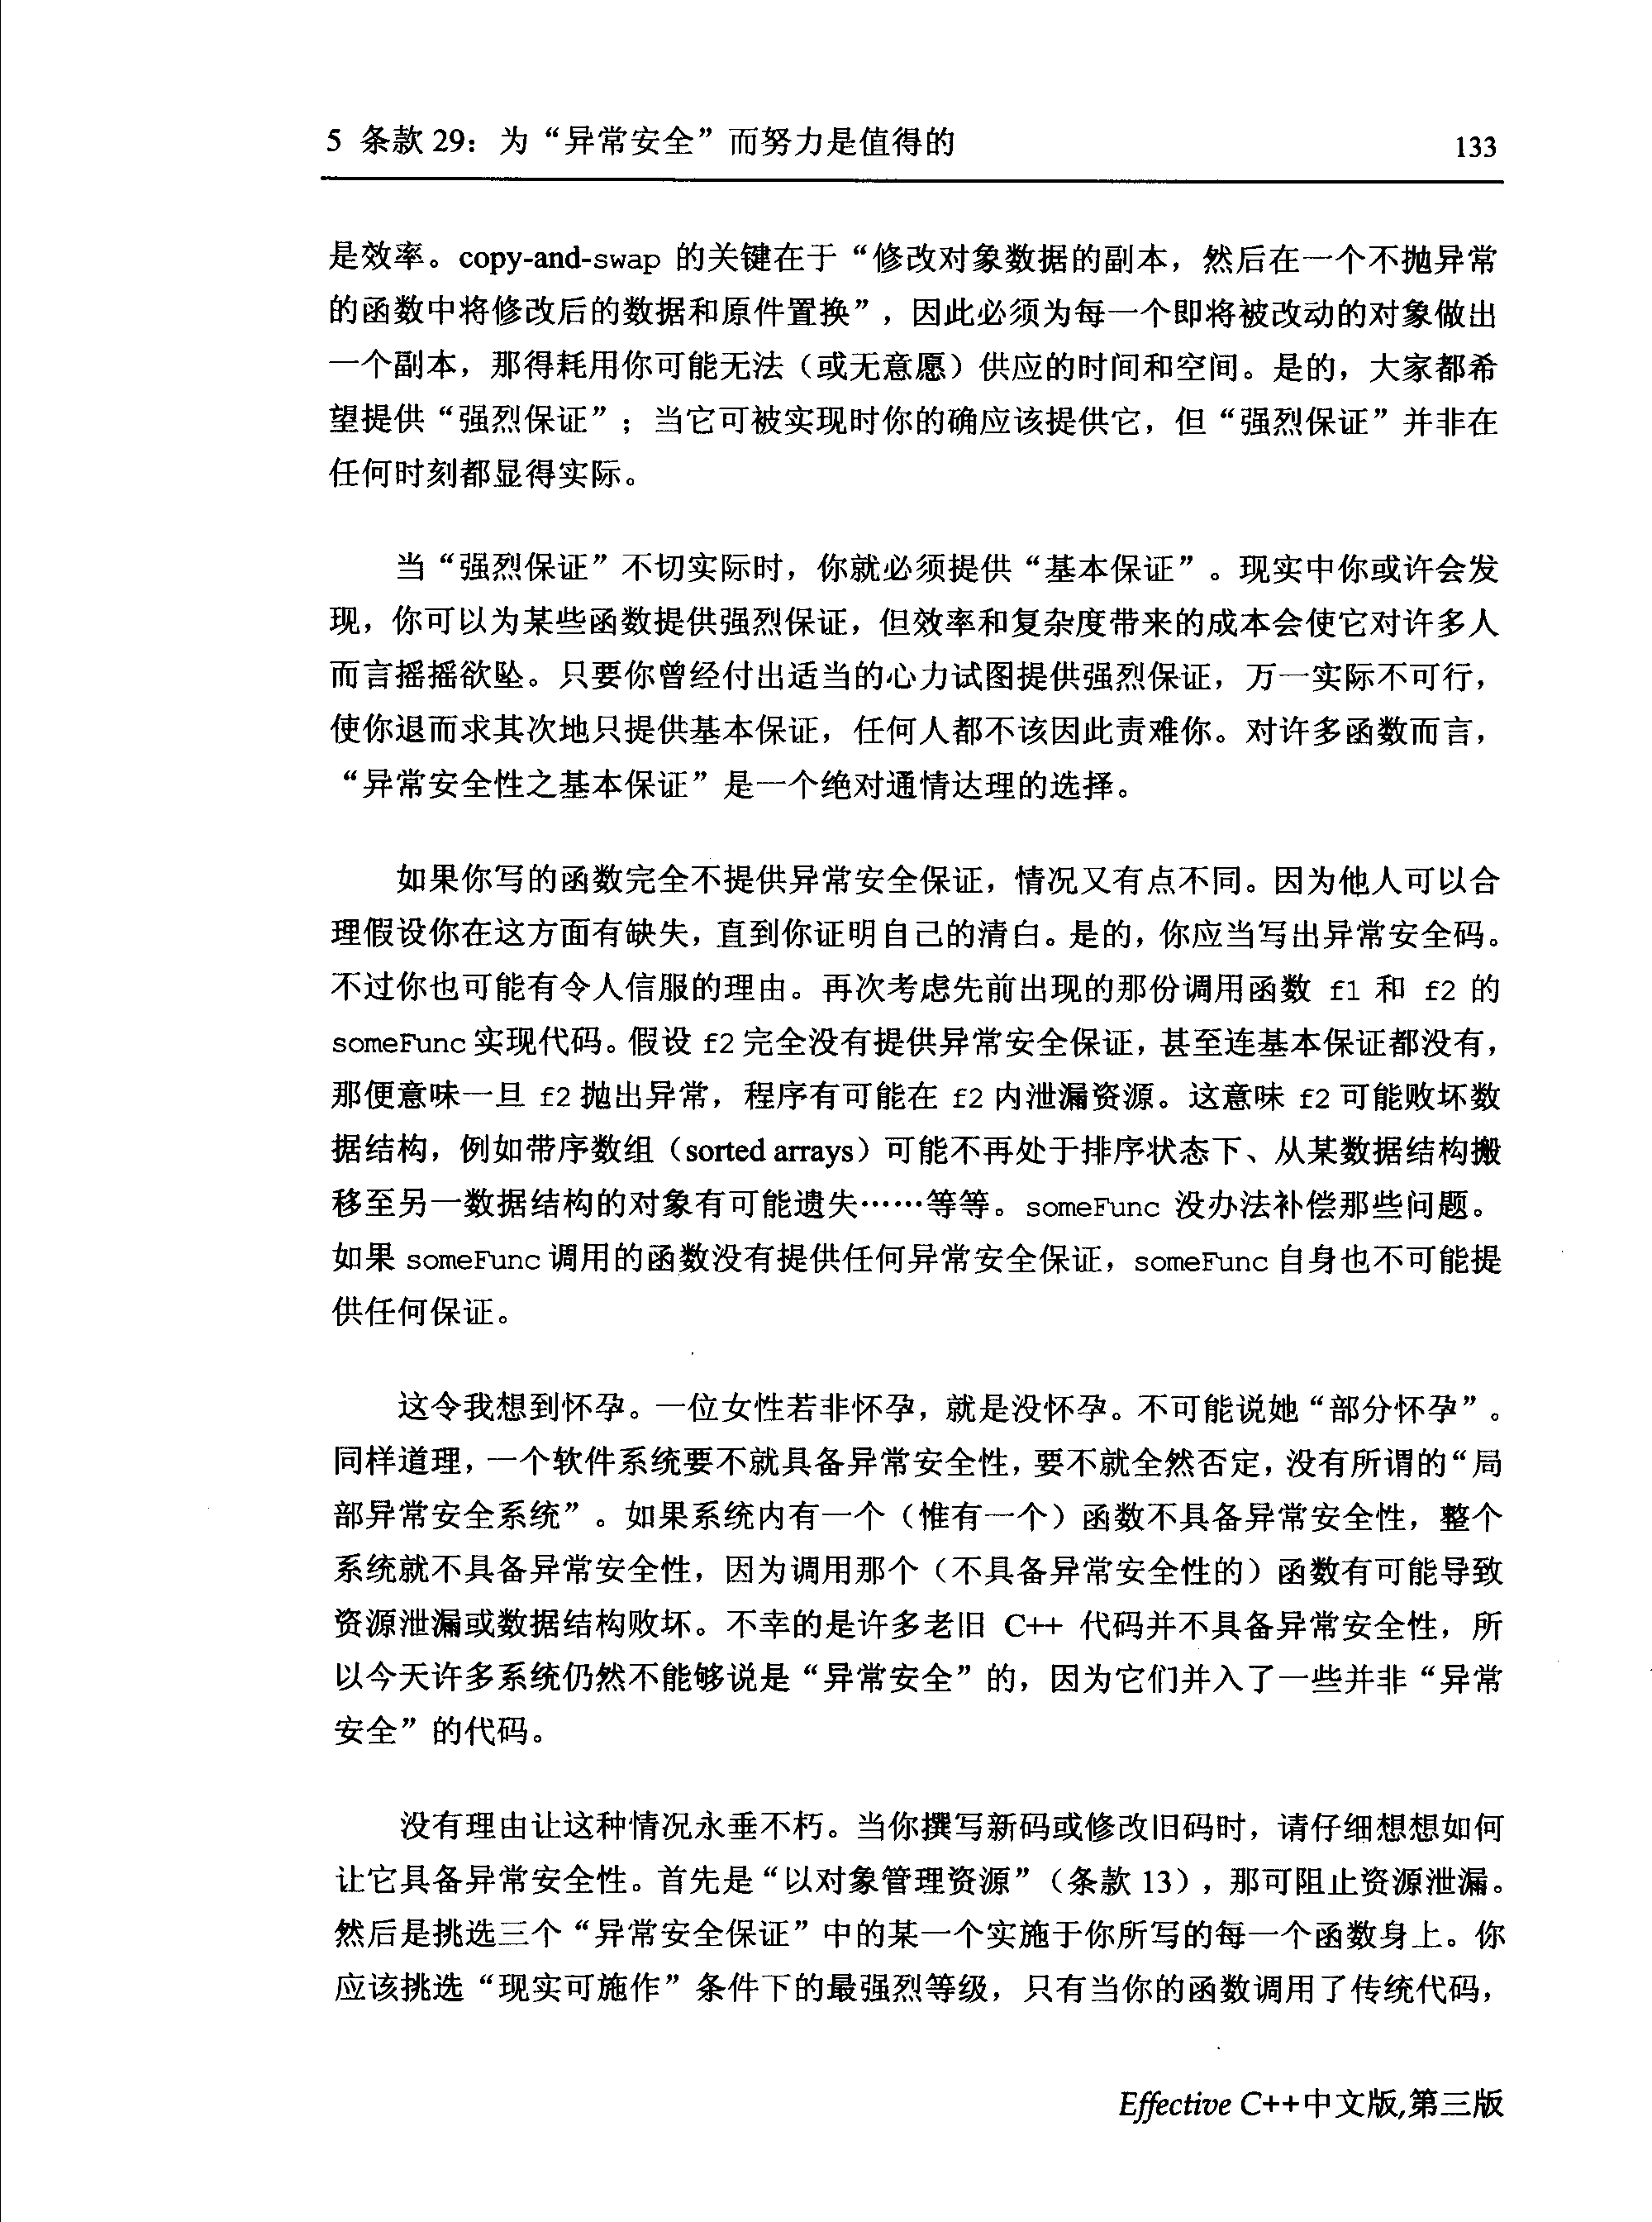 5 条款 29：为“异常安全”而努力是值得的
133
是效率。copy-and-swap 的关键在于“修改对象数据的副本，然后在一个不抛异常
的函数中将修改后的数据和原件置换”，因此必须为每一个即将被改动的对象做出
一个副本，那得耗用你可能无法（或无意愿）供应的时间和空间。是的，大家都希
望提供“强烈保证”；当它可被实现时你的确应该提供它，但“强烈保证”并非在
任何时刻都显得实际。
当“强烈保证”不切实际时，你就必须提供“基本保证”。现实中你或许会发
现，你可以为某些函数提供强烈保证，但效率和复杂度带来的成本会使它对许多人
而言摇摇欲坠。只要你曾经付出适当的心力试图提供强烈保证，万一实际不可行，
使你退而求其次地只提供基本保证，任何人都不该因此责难你。对许多函数而言，
“异常安全性之基本保证”是一个绝对通情达理的选择。
如果你写的函数完全不提供异常安全保证，情况又有点不同。因为他人可以合
理假设你在这方面有缺失，直到你证明自己的清白。是的，你应当写出异常安全码。
不过你也可能有令人信服的理由。再次考虑先前出现的那份调用函数 f1 和 f2 的
someFunc 实现代码。假设 f2 完全没有提供异常安全保证，甚至连基本保证都没有，
那便意味一旦 f2 抛出异常，程序有可能在 f2 内泄漏资源。这意味 f2 可能败坏数
据结构，例如带序数组（sorted arrays）可能不再处于排序状态下、从某数据结构搬
移至另一数据结构的对象有可能遗失……等等。someFunc 没办法补偿那些问题。
如果 someFunc 调用的函数没有提供任何异常安全保证，someFunc 自身也不可能提
供任何保证。
这令我想到怀孕。一位女性若非怀孕，就是没怀孕。不可能说她“部分怀孕”。
同样道理，一个软件系统要不就具备异常安全性，要不就全然否定，没有所谓的“局
部异常安全系统”。如果系统内有一个（惟有一个）函数不具备异常安全性，整个
系统就不具备异常安全性，因为调用那个（不具备异常安全性的）函数有可能导致
资源泄漏或数据结构败坏。不幸的是许多老旧 C++ 代码并不具备异常安全性，所
以今天许多系统仍然不能够说是“异常安全”的，因为它们并入了一些并非“异常
安全”的代码。
没有理由让这种情况永垂不朽。当你撰写新码或修改旧码时，请仔细想想如何
让它具备异常安全性。首先是“以对象管理资源”（条款 13），那可阻止资源泄漏。
然后是挑选三个“异常安全保证”中的某一个实施于你所写的每一个函数身上。你
应该挑选“现实可施作”条件下的最强烈等级，只有当你的函数调用了传统代码，
Effective C++中文版,第三版